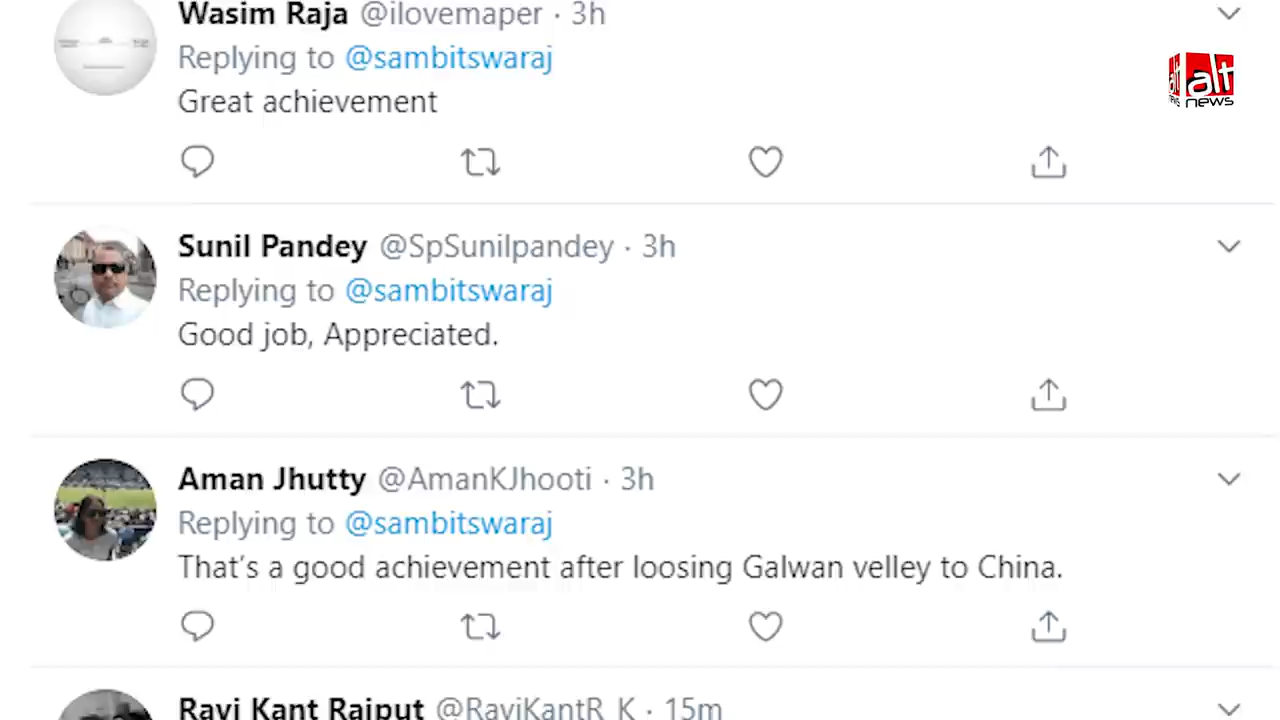 Wasim Raja @ilovemaper · 3h
Replying to @sambitswaraj
Great achievement
alt
news
Sunil Pandey @SpSunilpandey · 3h
Replying to @sambitswaraj
Good job, Appreciated.
Aman Jhutty @AmanKJhooti · 3h
Replying to @sambitswaraj
That's a good achievement after loosing Galwan velley to China.
Ravi Kant Rajput @RaviKantR_K · 15m